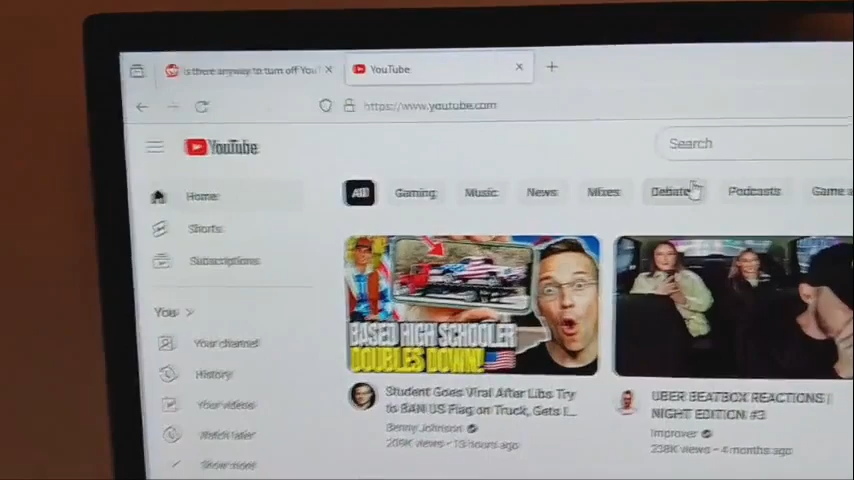 Is there anyway to turn off You
YouTube
https://www.youtube.com
YouTube
Search
Home
Shorts
Subscriptions
You >
Your channel
History
Your videos
Watch later
Show more
All
Gaming
Music
News
Mixes
Debate
Podcasts
Game
BASED HIGH SCHOOLER
DOUBLES DOWN!
Student Goes Viral After Libs Try
to BAN US Flag on Truck, Gets I...
Benny Johnson
209K views • 13 hours ago
UBER BEATBOX REACTIONS |
NIGHT EDITION #3
Improver
238K views • 4 months ago